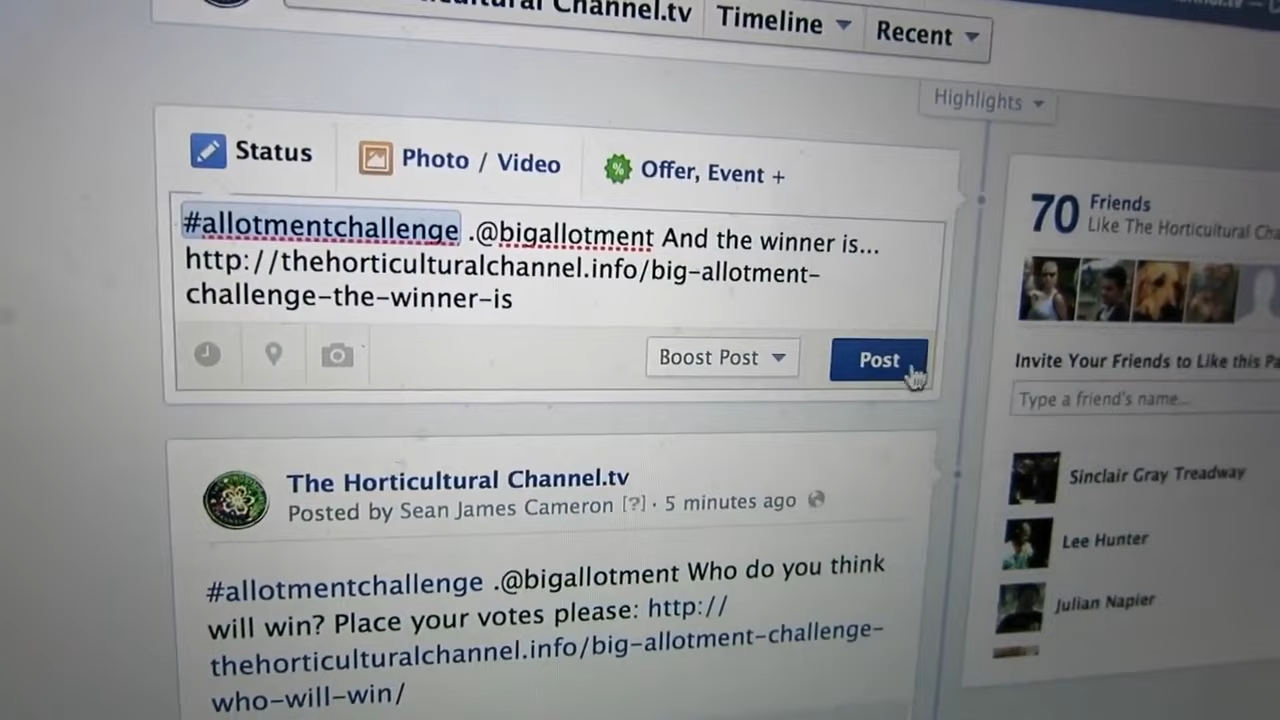 Channel.tv Timeline Recent
Highlights
Status Photo / Video Offer, Event +
#allotmentchallenge .@bigallotment And the winner is...
http://thehorticulturalchannel.info/big-allotment-
challenge-the-winner-is
Boost Post Post
70 Friends
Like The Horticultural
Invite Your Friends to Like this
Type a friend's name...
Sinclair Gray Treadway
Lee Hunter
Julian Napier
The Horticultural Channel.tv
Posted by Sean James Cameron [?] · 5 minutes ago
#allotmentchallenge .@bigallotment Who do you think
will win? Place your votes please: http://
thehorticulturalchannel.info/big-allotment-challenge-
who-will-win/